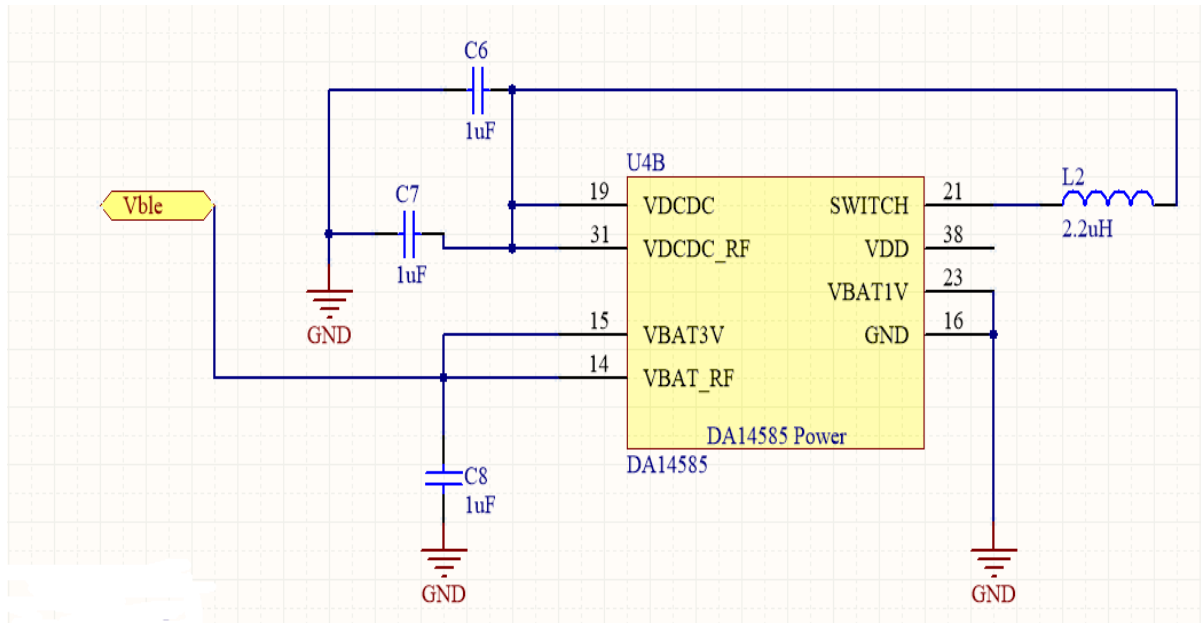 C6
1uF
U4B
C7
1uF
Vble
19 VDCDC SWITCH 21
L2
2.2uH
31 VDCDC_RF VDD 38
VBAT1V 23
15 VBAT3V GND 16
14 VBAT_RF
GND
DA14585 Power
DA14585
C8
1uF
GND
GND